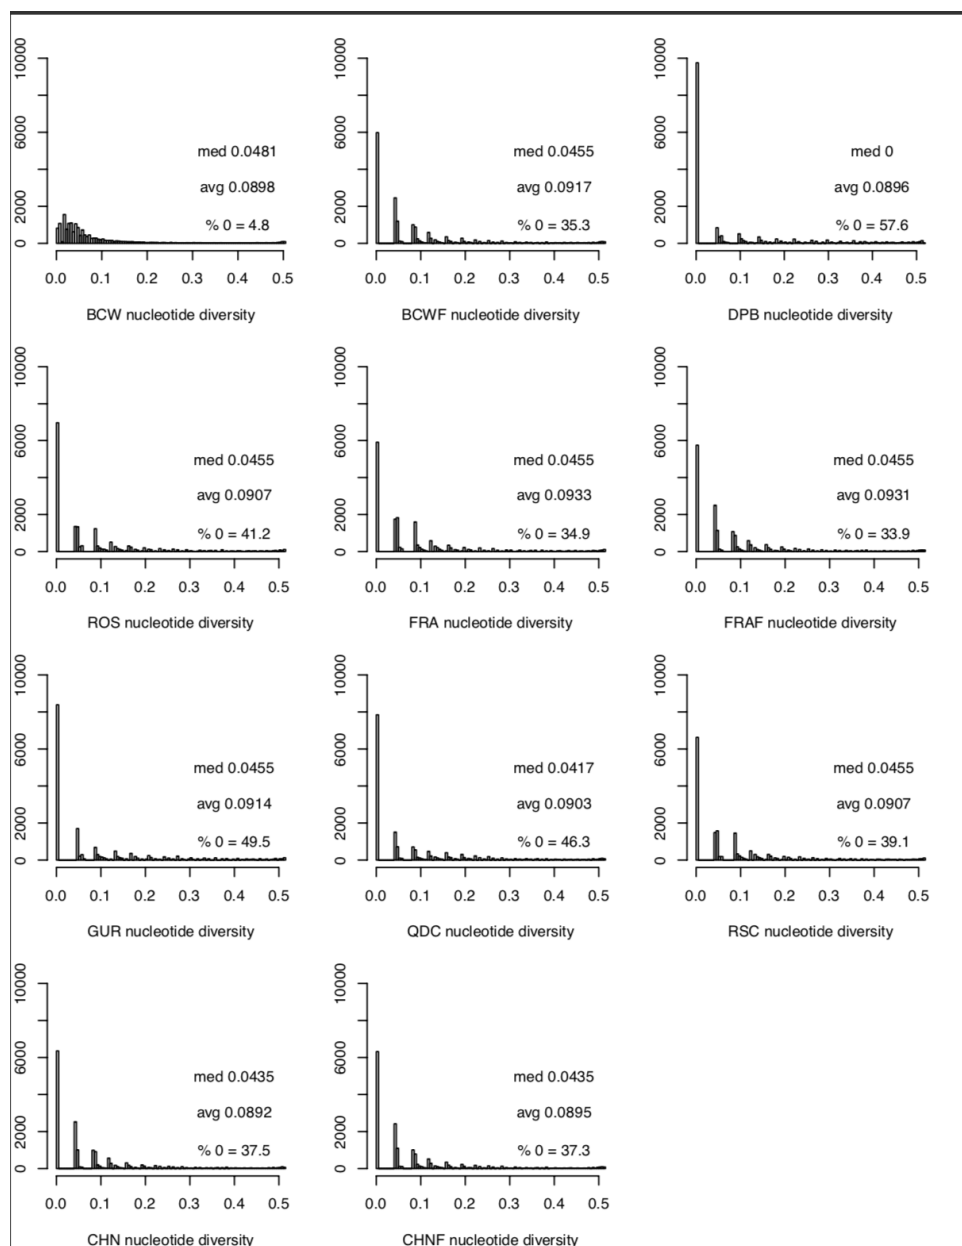 10000
6000
2000
0
med 0.0481
avg 0.0898
% 0 = 4.8
0.0 0.1 0.2 0.3 0.4 0.5
BCW nucleotide diversity
10000
6000
2000
0
med 0.0455
avg 0.0917
% 0 = 35.3
0.0 0.1 0.2 0.3 0.4 0.5
BCWF nucleotide diversity
10000
6000
2000
0
med 0
avg 0.0896
% 0 = 57.6
0.0 0.1 0.2 0.3 0.4 0.5
DPB nucleotide diversity
10000
6000
2000
0
med 0.0455
avg 0.0907
% 0 = 41.2
0.0 0.1 0.2 0.3 0.4 0.5
ROS nucleotide diversity
10000
6000
2000
0
med 0.0455
avg 0.0933
% 0 = 34.9
0.0 0.1 0.2 0.3 0.4 0.5
FRA nucleotide diversity
10000
6000
2000
0
med 0.0455
avg 0.0931
% 0 = 33.9
0.0 0.1 0.2 0.3 0.4 0.5
FRAF nucleotide diversity
10000
6000
2000
0
med 0.0455
avg 0.0914
% 0 = 49.5
0.0 0.1 0.2 0.3 0.4 0.5
GUR nucleotide diversity
10000
6000
2000
0
med 0.0417
avg 0.0903
% 0 = 46.3
0.0 0.1 0.2 0.3 0.4 0.5
QDC nucleotide diversity
10000
6000
2000
0
med 0.0455
avg 0.0907
% 0 = 39.1
0.0 0.1 0.2 0.3 0.4 0.5
RSC nucleotide diversity
10000
6000
2000
0
med 0.0435
avg 0.0892
% 0 = 37.5
0.0 0.1 0.2 0.3 0.4 0.5
CHN nucleotide diversity
10000
6000
2000
0
med 0.0435
avg 0.0895
% 0 = 37.3
0.0 0.1 0.2 0.3 0.4 0.5
CHNF nucleotide diversity